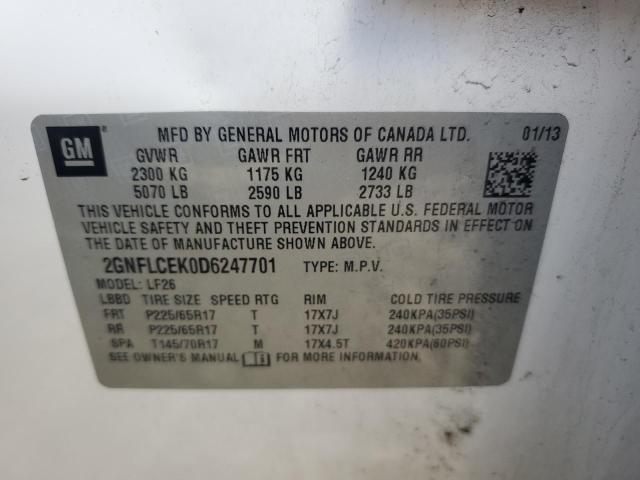 GM ® MFD BY GENERAL MOTORS OF CANADA LTD. 01/13
GVWR GAWR FRT GAWR RR
2300 KG 1175 KG 1240 KG
5070 LB 2590 LB 2733 LB
THIS VEHICLE CONFORMS TO ALL APPLICABLE U.S. FEDERAL MOTOR
VEHICLE SAFETY AND THEFT PREVENTION STANDARDS IN EFFECT ON
THE DATE OF MANUFACTURE SHOWN ABOVE.
2GNFLCEK0D6247701 TYPE: M.P.V.
MODEL: LF26
LBBD TIRE SIZE SPEED RTG RIM COLD TIRE PRESSURE
FRT P225/65R17 T 17X7J 240KPA(35PSI)
RR P225/65R17 T 17X7J 240KPA(35PSI)
SPA T145/70R17 M 17X4.5T 420KPA(60PSI)
SEE OWNER'S MANUAL FOR MORE INFORMATION.